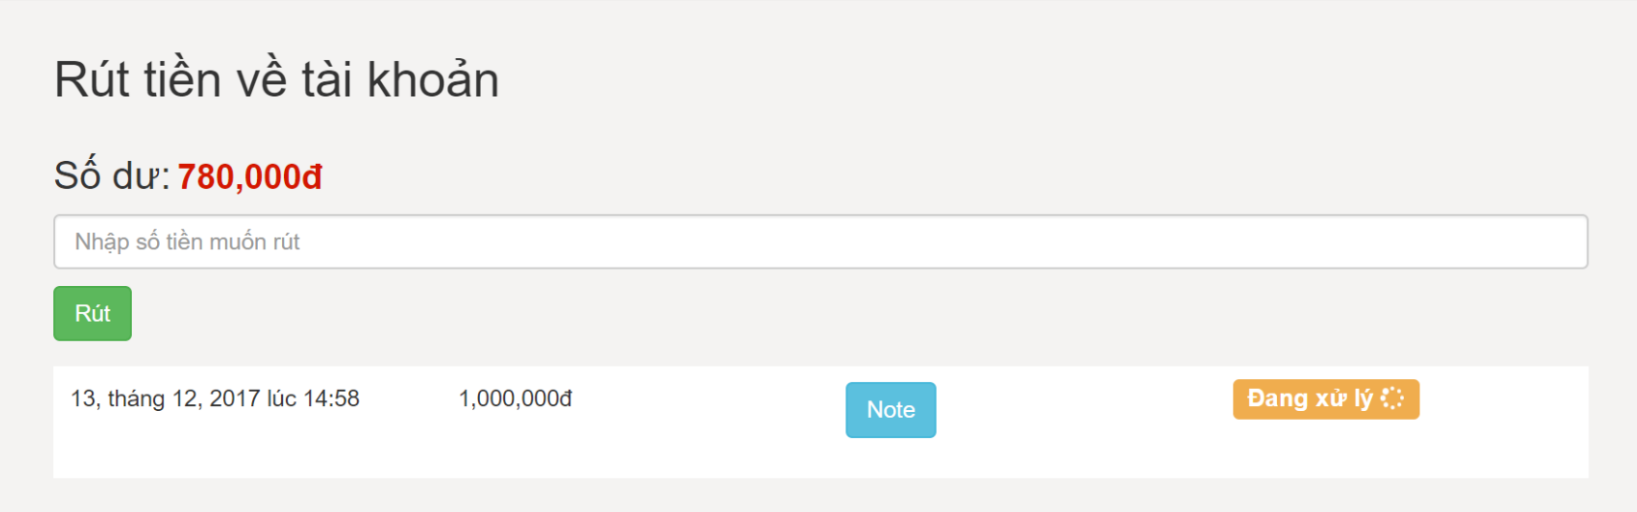 Rút tiền về tài khoản
Số dư: 780,000đ
Nhập số tiền muốn rút
Rút
13, tháng 12, 2017 lúc 14:58 1,000,000đ Note Đang xử lý